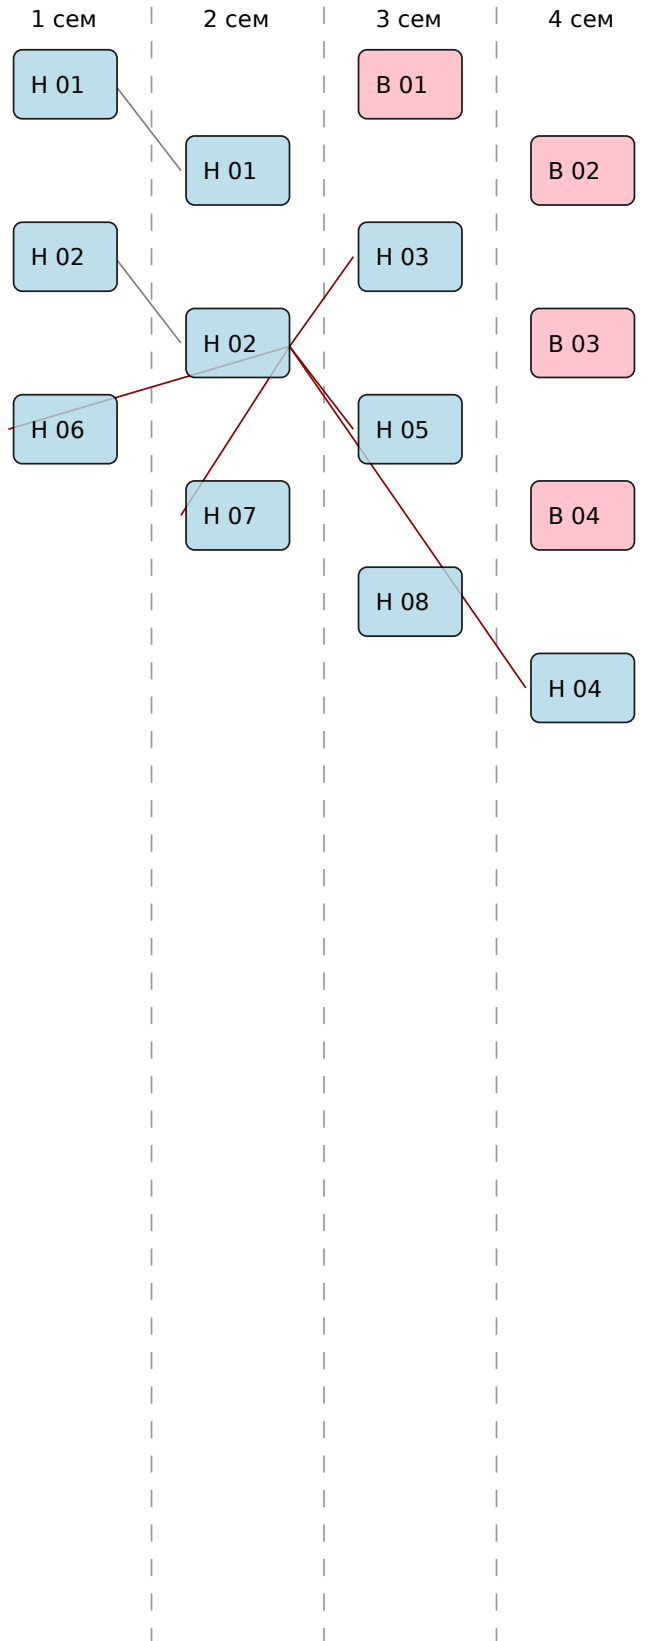 1 сем
2 сем
3 сем
4 сем
Н 01
В 01
Н 01
В 02
Н 02
Н 03
Н 02
В 03
Н 06
Н 05
Н 07
В 04
Н 08
Н 04